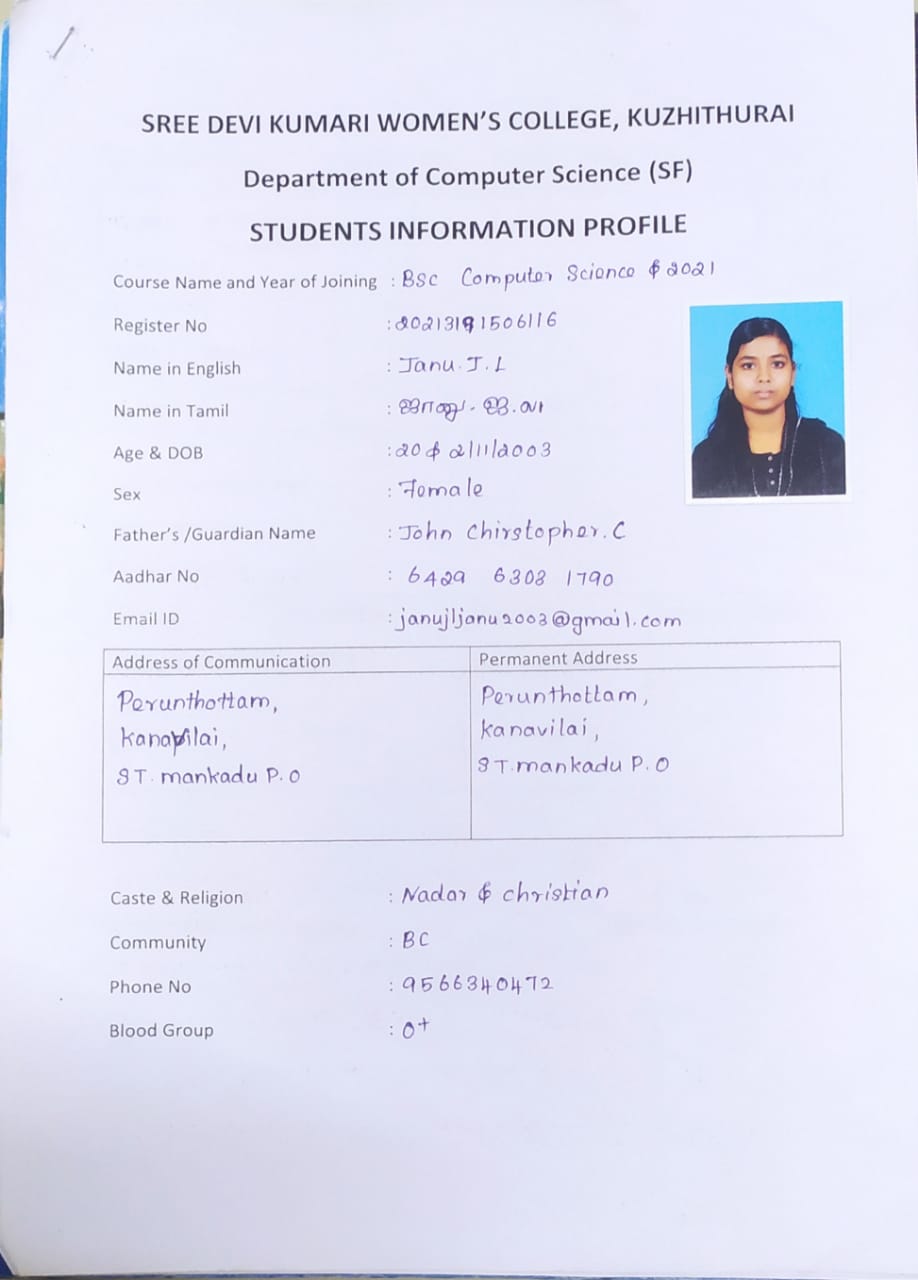 SREE DEVI KUMARI WOMEN'S COLLEGE, KUZHITHURAI
Department of Computer Science (SF)
STUDENTS INFORMATION PROFILE
Course Name and Year of Joining : BSc Computer Science & 2021
Register No : 20213191506116
Name in English : Janu.J.L
Name in Tamil : ஜானு. ஜே.எல்
Age & DOB : 20 & 2/11/2003
Sex : Female
Father's /Guardian Name : John Chirstopher.C
Aadhar No : 6429 6303 1790
Email ID : janujljanu2003@gmail.com
Address of Communication Permanent Address
Perunthottam, Perunthottam,
Kanavilai, Kanavilai,
ST. mankadu P.O ST. mankadu P.O
Caste & Religion : Nadar & christian
Community : BC
Phone No : 9566340472
Blood Group : O+